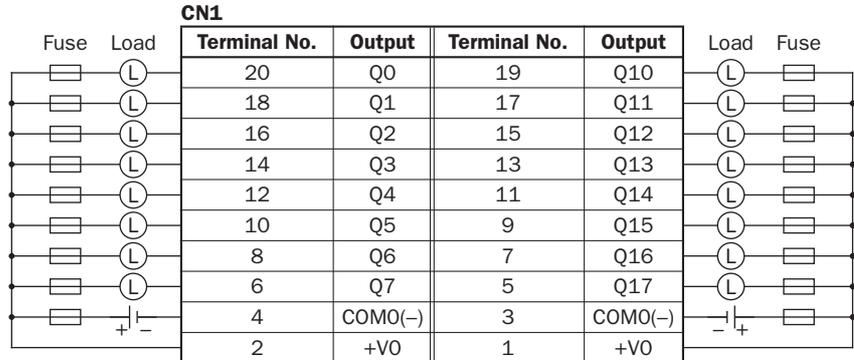 CN1
Fuse Load Terminal No. Output Terminal No. Output Load Fuse
L 20 Q0 19 Q10 L
L 18 Q1 17 Q11 L
L 16 Q2 15 Q12 L
L 14 Q3 13 Q13 L
L 12 Q4 11 Q14 L
L 10 Q5 9 Q15 L
L 8 Q6 7 Q16 L
L 6 Q7 5 Q17 L
+ − 4 COM0(−) 3 COM0(−) − +
2 +V0 1 +V0